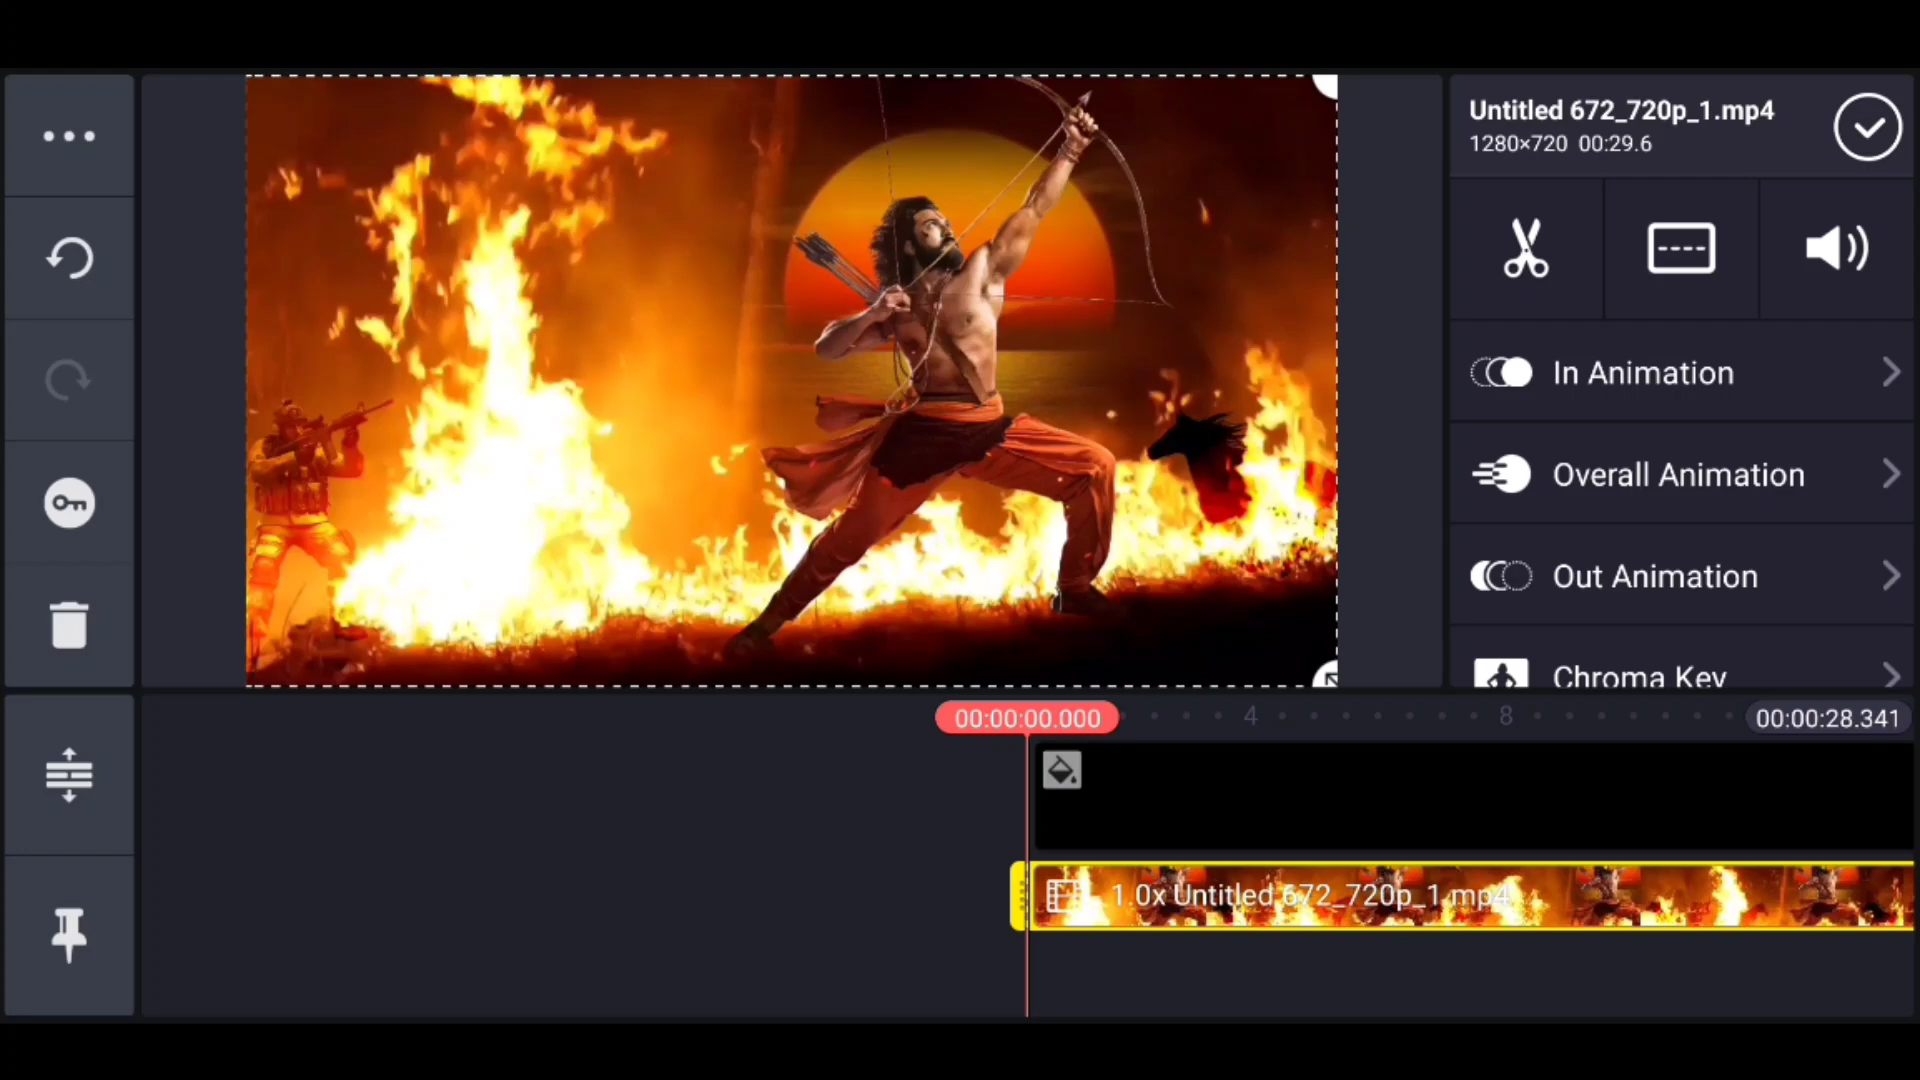 Untitled 672_720p_1.mp4
1280×720 00:29.6
In Animation
Overall Animation
Out Animation
Chroma Key
00:00:00.000
4
8
00:00:28.341
1.0x Untitled 672_720p_1.mp4